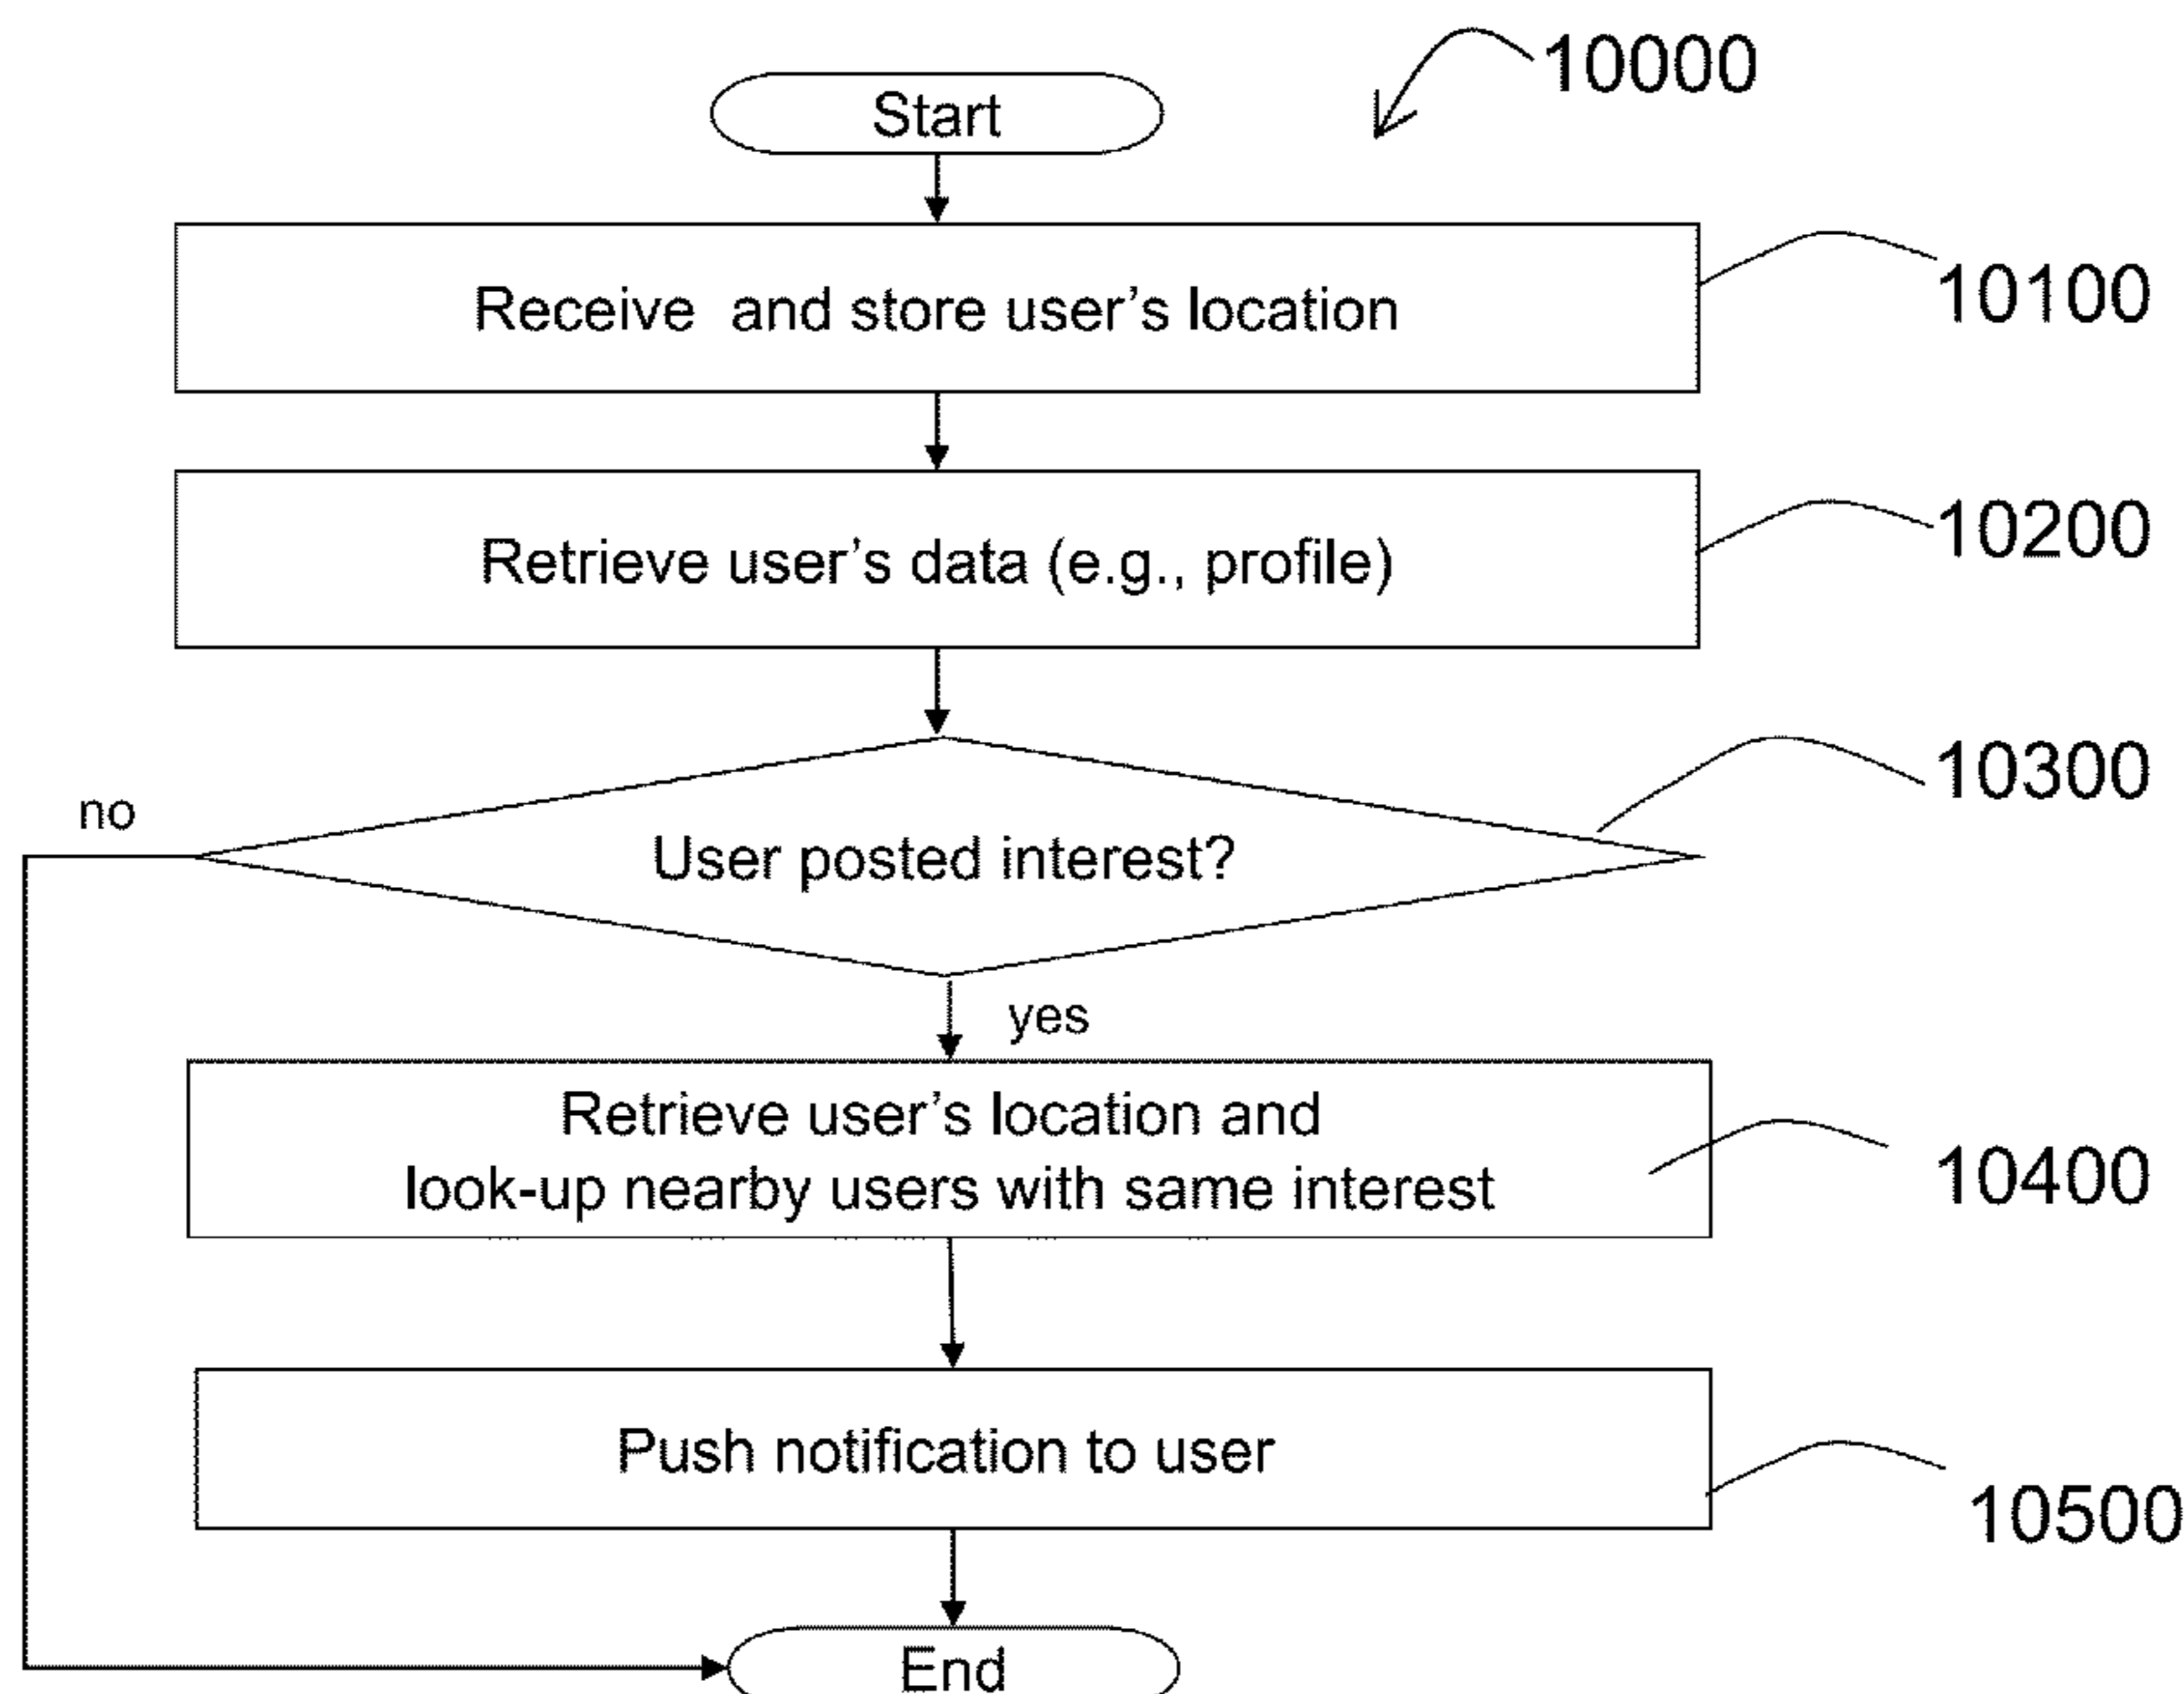 10000
Start
Receive and store user's location
10100
Retrieve user's data (e.g., profile)
10200
10300
no
User posted interest?
yes
Retrieve user's location and
look-up nearby users with same interest
10400
Push notification to user
10500
End